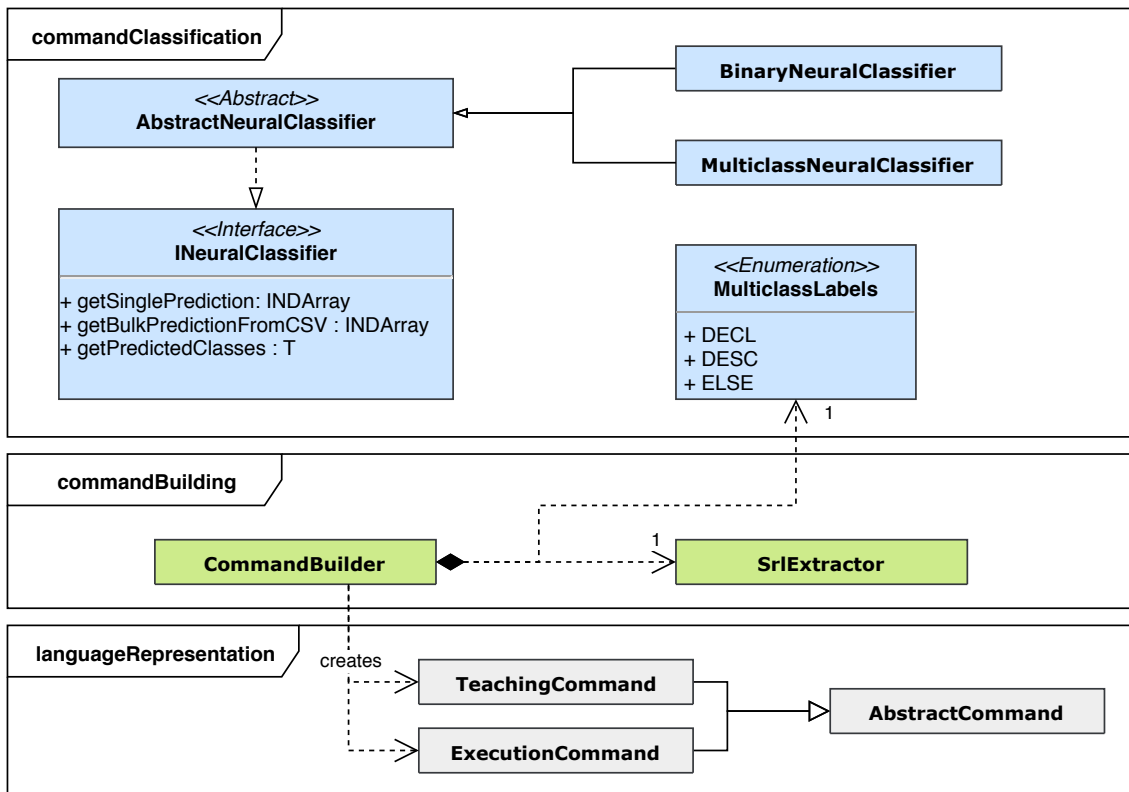 commandClassification
<<Abstract>>
AbstractNeuralClassifier
BinaryNeuralClassifier
MulticlassNeuralClassifier
<<Interface>>
INeuralClassifier
+ getSinglePrediction: INDArray
+ getBulkPredictionFromCSV : INDArray
+ getPredictedClasses : T
<<Enumeration>>
MulticlassLabels
+ DECL
+ DESC
+ ELSE
1
commandBuilding
CommandBuilder
1
SrlExtractor
languageRepresentation
creates
TeachingCommand
ExecutionCommand
AbstractCommand